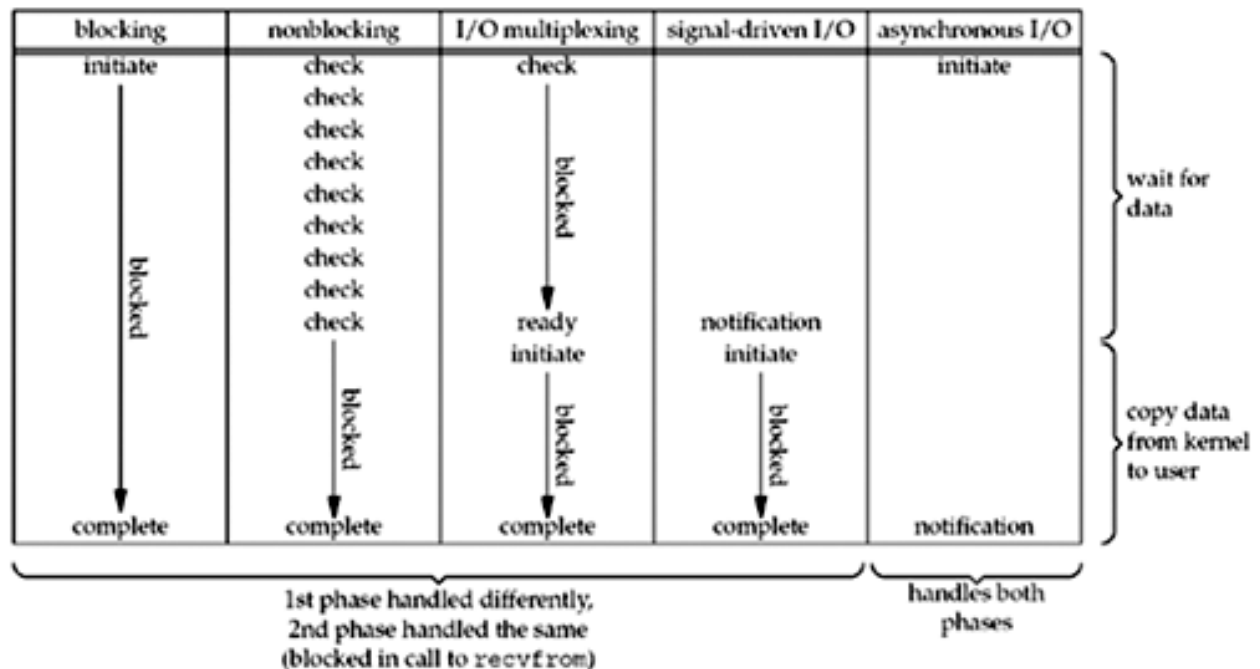 blocking nonblocking I/O multiplexing signal-driven I/O asynchronous I/O
initiate check check initiate
check
check
check
check
check
check
check
check ready notification
initiate initiate
blocked
blocked
blocked
blocked
blocked
complete complete complete complete notification
wait for
data
copy data
from kernel
to user
1st phase handled differently,
2nd phase handled the same
(blocked in call to recvfrom)
handles both
phases